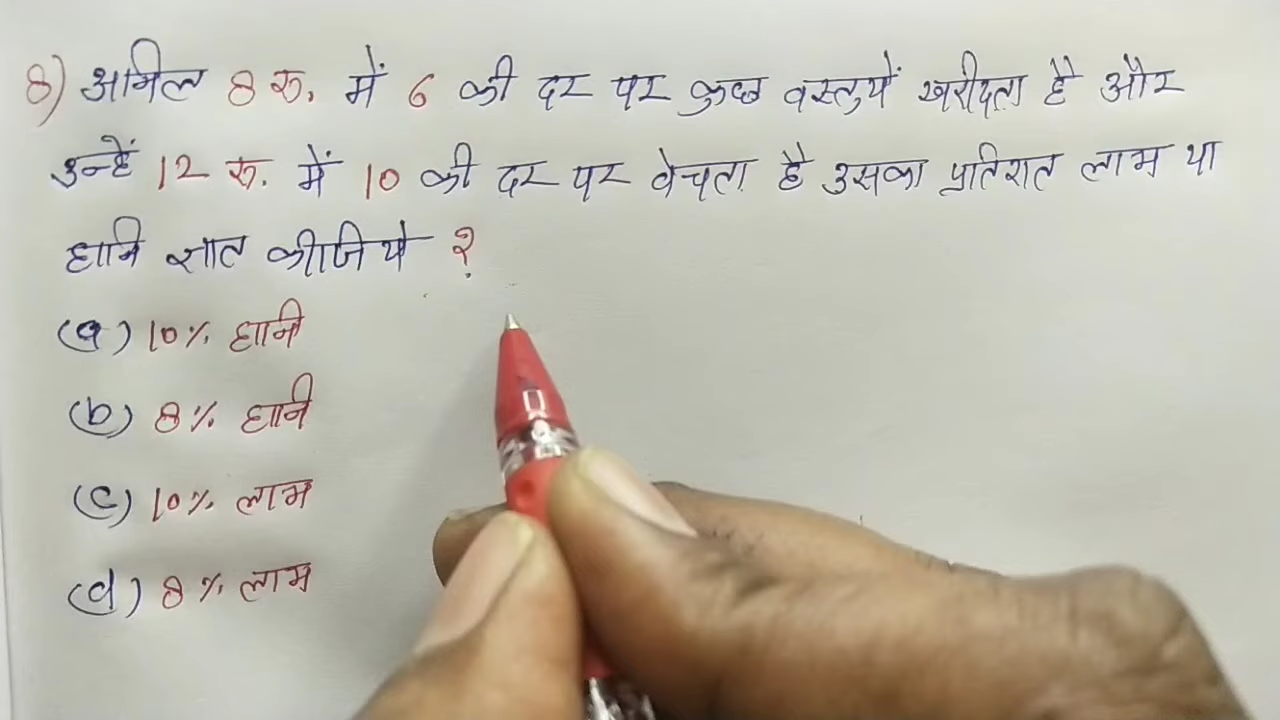 8) अनिल 8 रु. में 6 की दर पर कुछ वस्तुयें खरीदता है और
उन्हें 12 रु. में 10 की दर पर बेचता है उसका प्रतिशत लाभ या
हानि ज्ञात कीजिये ?
(a) 10% हानि
(b) 8% हानि
(c) 10% लाभ
(d) 8% लाभ